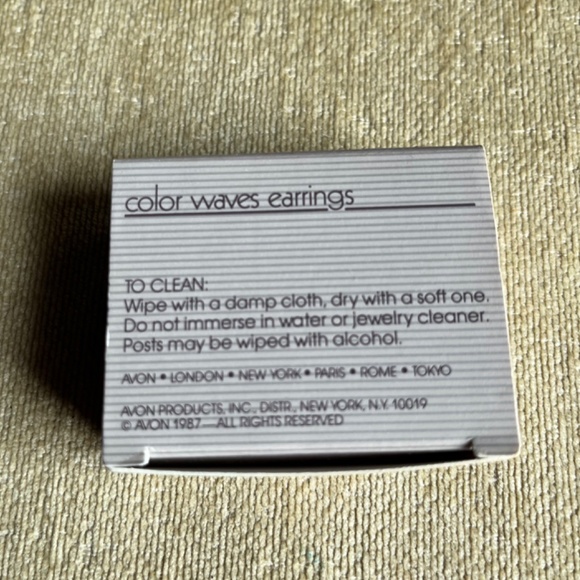 color waves earrings
TO CLEAN:
Wipe with a damp cloth, dry with a soft one.
Do not immerse in water or jewelry cleaner.
Posts may be wiped with alcohol.
AVON • LONDON • NEW YORK • PARIS • ROME • TOKYO
AVON PRODUCTS, INC., DISTR., NEW YORK, N.Y. 10019
© AVON 1987 ALL RIGHTS RESERVED